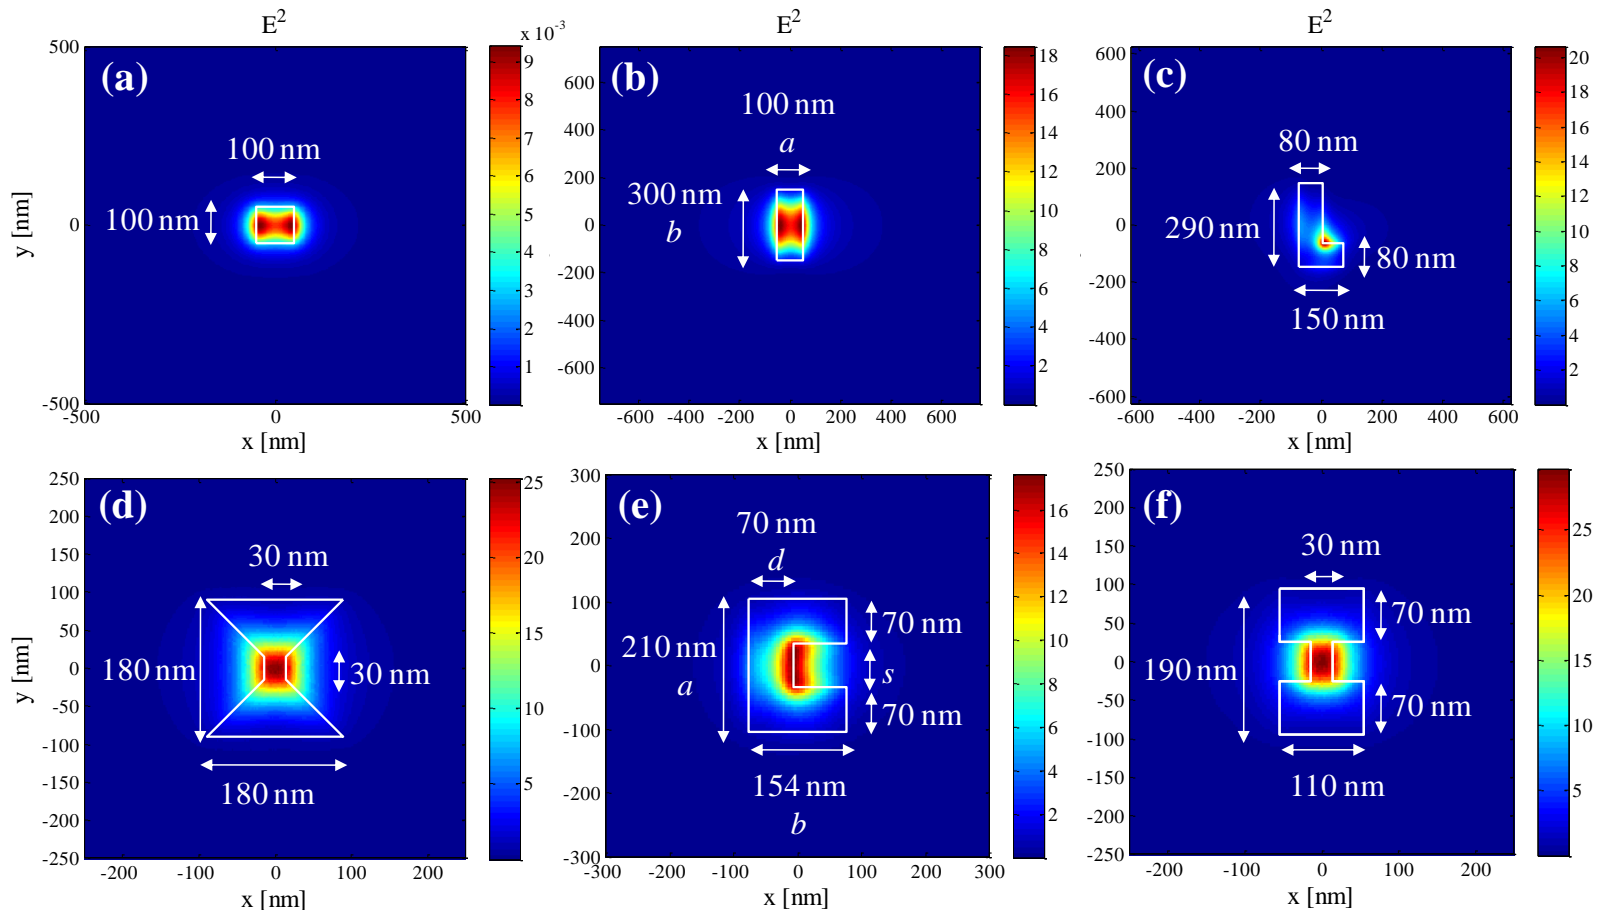 E²
x 10⁻³
(a)
100 nm
100 nm
500
0
-500
-500
0
500
y [nm]
x [nm]
9
8
7
6
5
4
3
2
1
(b)
100 nm
a
300 nm
b
600
400
200
0
-200
-400
-600
-600
-400
-200
0
200
400
600
x [nm]
18
16
14
12
10
8
6
4
2
E²
(c)
80 nm
290 nm
80 nm
150 nm
600
400
200
0
-200
-400
-600
-600
-400
-200
0
200
400
600
x [nm]
20
18
16
14
12
10
8
6
4
2
(d)
30 nm
180 nm
30 nm
180 nm
250
200
150
100
50
0
-50
-100
-150
-200
-250
-200
-100
0
100
200
y [nm]
x [nm]
25
20
15
10
5
(e)
70 nm
d
70 nm
210 nm
a
s
70 nm
154 nm
b
300
200
100
0
-100
-200
-300
-300
-200
-100
0
100
200
300
x [nm]
16
14
12
10
8
6
4
2
(f)
30 nm
70 nm
190 nm
70 nm
110 nm
250
200
150
100
50
0
-50
-100
-150
-200
-250
-200
-100
0
100
200
x [nm]
25
20
15
10
5